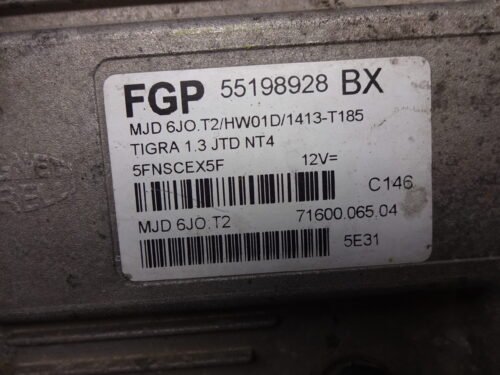 FGP 55198928 BX
MJD 6JO.T2/HW01D/1413-T185
TIGRA 1.3 JTD NT4
5FNSCEX5F 12V=
C146
MJD 6JO.T2 71600.065.04
5E31